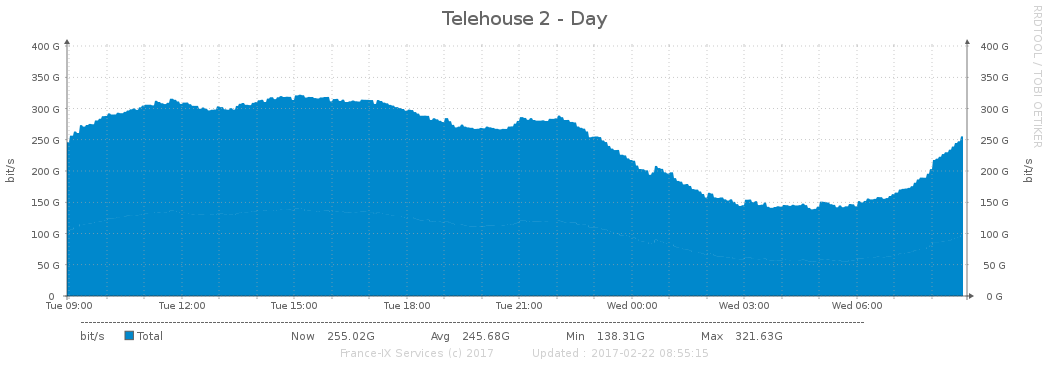 Telehouse 2 - Day
RRDTOOL / TOBI OETIKER
400 G 400 G
350 G 350 G
300 G 300 G
250 G 250 G
200 G 200 G
150 G 150 G
100 G 100 G
50 G 50 G
0 0 G
bit/s bit/s
Tue 09:00 Tue 12:00 Tue 15:00 Tue 18:00 Tue 21:00 Wed 00:00 Wed 03:00 Wed 06:00
bit/s Total Now 255.02G Avg 245.68G Min 138.31G Max 321.63G
France-IX Services (c) 2017 Updated : 2017-02-22 08:55:15